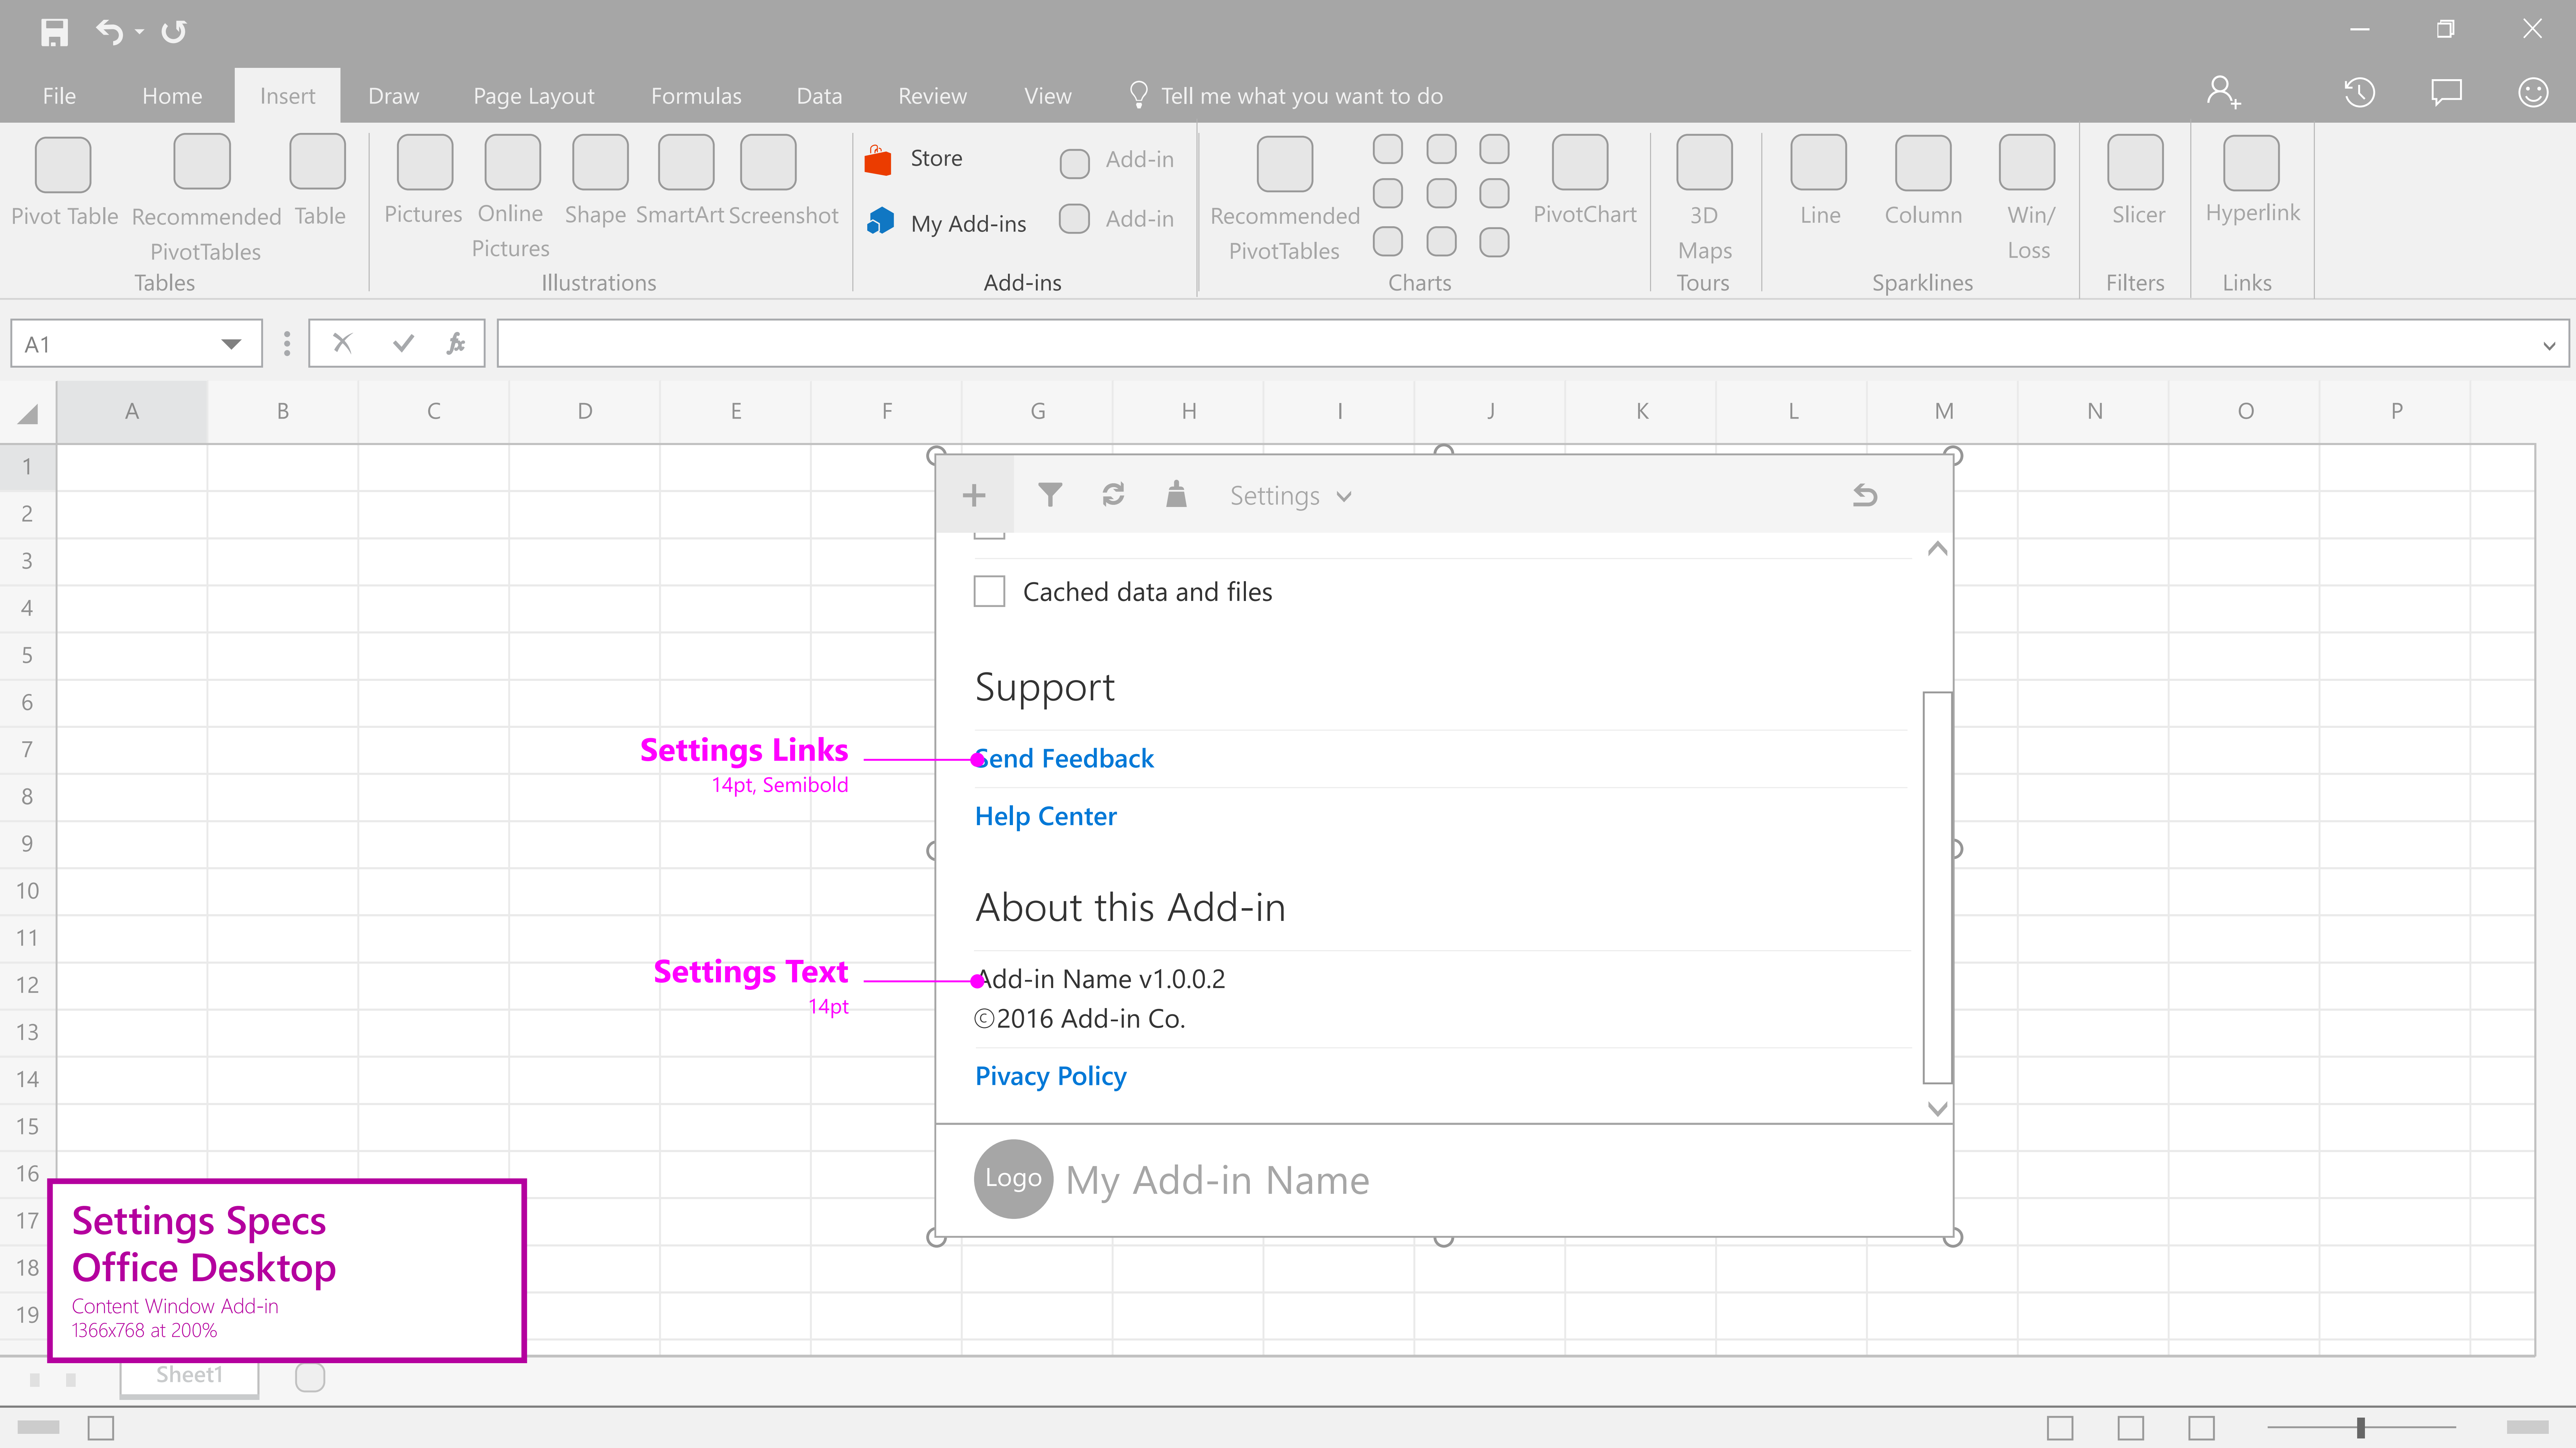 File Home Insert Draw Page Layout Formulas Data Review View Tell me what you want to do
Pivot Table
Recommended
PivotTables
Table
Tables
Pictures
Online
Pictures
Shape
SmartArt
Screenshot
Illustrations
Store
My Add-ins
Add-in
Add-in
Add-ins
Recommended
PivotTables
PivotChart
Charts
3D
Maps
Tours
Line
Column
Win/
Loss
Sparklines
Slicer
Filters
Hyperlink
Links
A1
fx
A B C D E F G H I J K L M N O P
1
2
3
4
5
6
7
8
9
10
11
12
13
14
15
16
17
18
19
Settings
Cached data and files
Support
Send Feedback
Help Center
About this Add-in
Add-in Name v1.0.0.2
©2016 Add-in Co.
Pivacy Policy
Logo
My Add-in Name
Settings Links
14pt, Semibold
Settings Text
14pt
Settings Specs
Office Desktop
Content Window Add-in
1366x768 at 200%
Sheet1